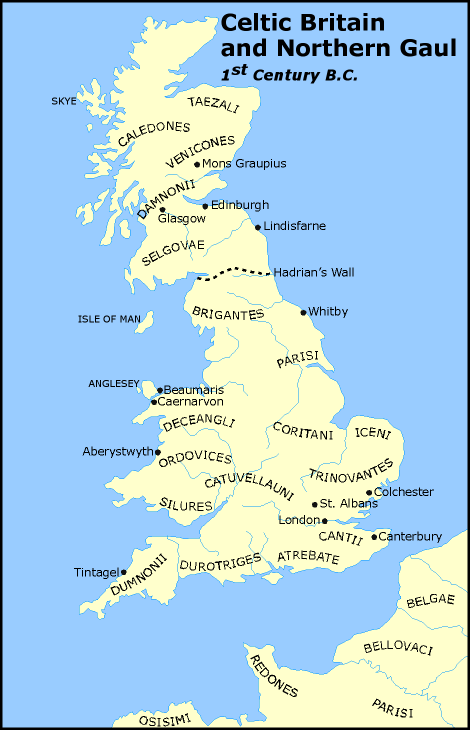 Celtic Britain
and Northern Gaul
1st Century B.C.
SKYE
TAEZALI
CALEDONES
VENICONES
Mons Graupius
DAMNONII
Edinburgh
Glasgow
Lindisfarne
SELGOVAE
Hadrian's Wall
ISLE OF MAN
BRIGANTES
Whitby
PARISI
ANGLESEY
Beaumaris
Caernarvon
DECEANGLI
CORITANI
ICENI
Aberystwyth
ORDOVICES
TRINOVANTES
CATUVELLAUNI
Colchester
SILURES
St. Albans
London
CANTII
Canterbury
DUMNONII
DUROTRIGES
ATREBATE
Tintagel
BELGAE
BELLOVACI
REDONES
PARISI
OSISIMI